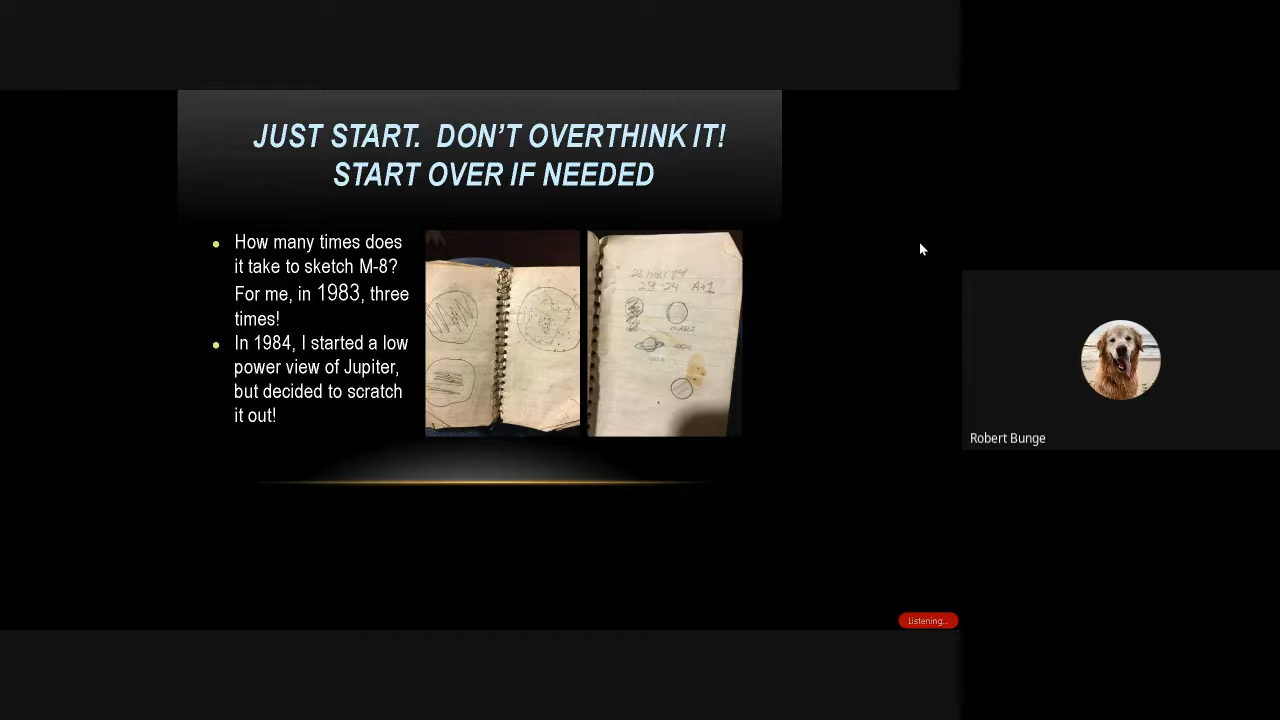 JUST START.  DON’T OVERTHINK IT!
START OVER IF NEEDED
How many times does
it take to sketch M-8?
For me, in 1983, three
times!
In 1984, I started a low
power view of Jupiter,
but decided to scratch
it out!
MARS
Robert Bunge
Listening...